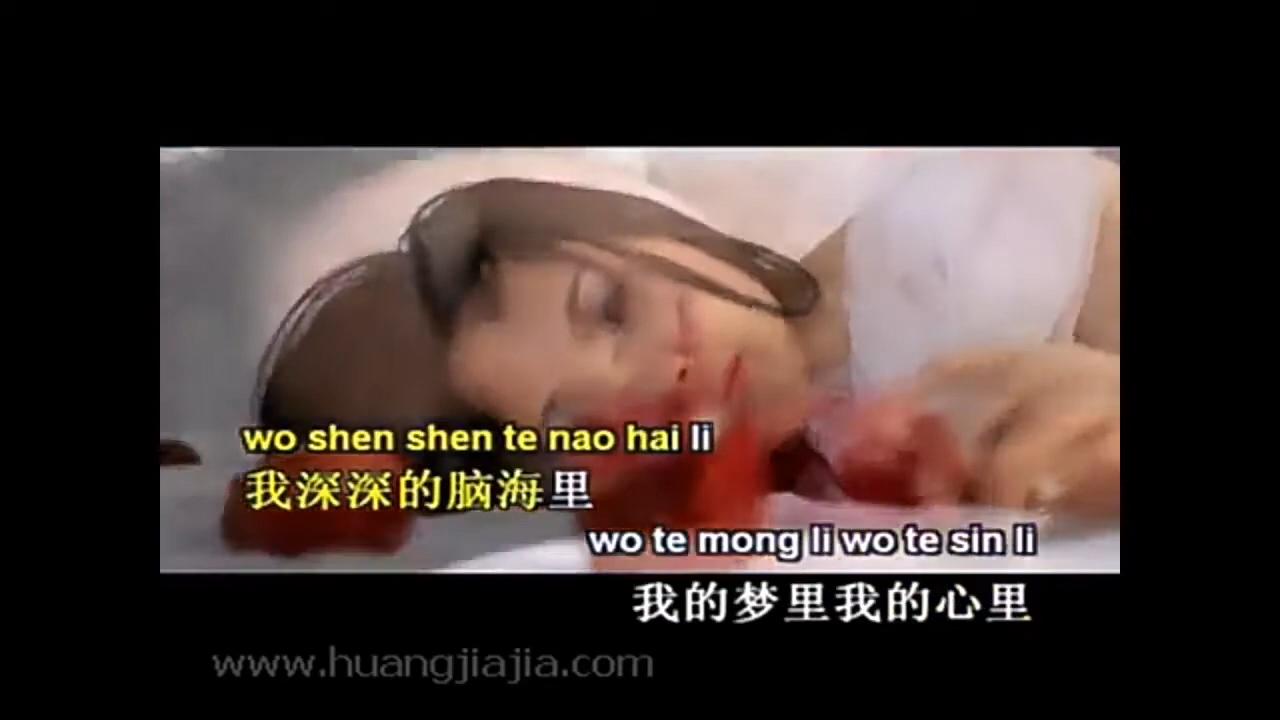 wo shen shen te nao hai li
我深深的脑海里
wo te mong li wo te sin li
我的梦里我的心里
www.huangjiajia.com